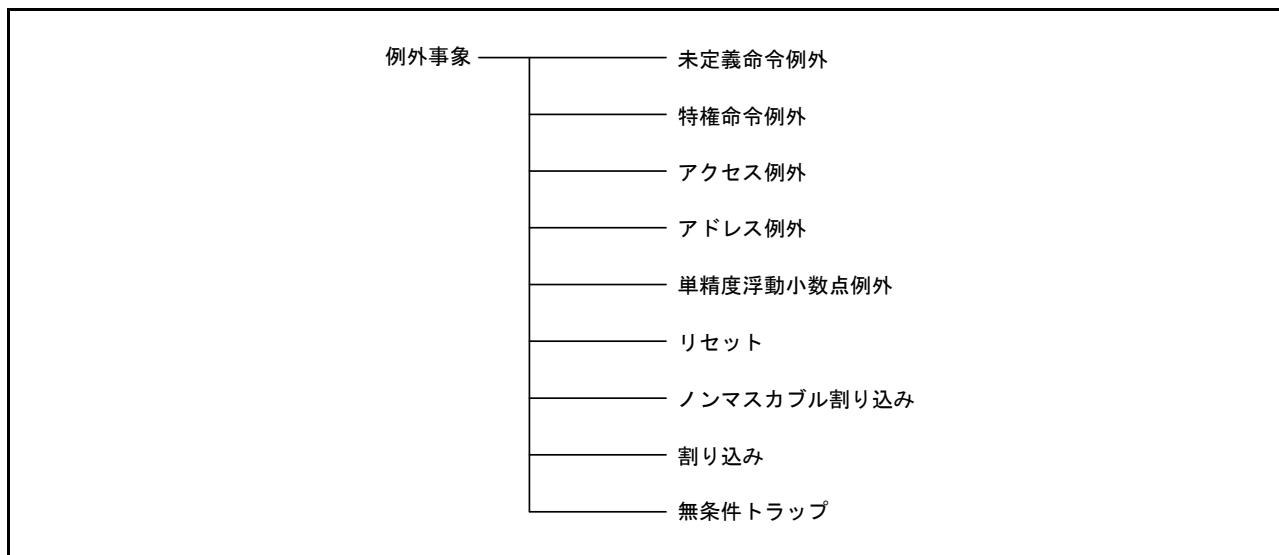 例外事象
未定義命令例外
特権命令例外
アクセス例外
アドレス例外
単精度浮動小数点例外
リセット
ノンマスカブル割り込み
割り込み
無条件トラップ